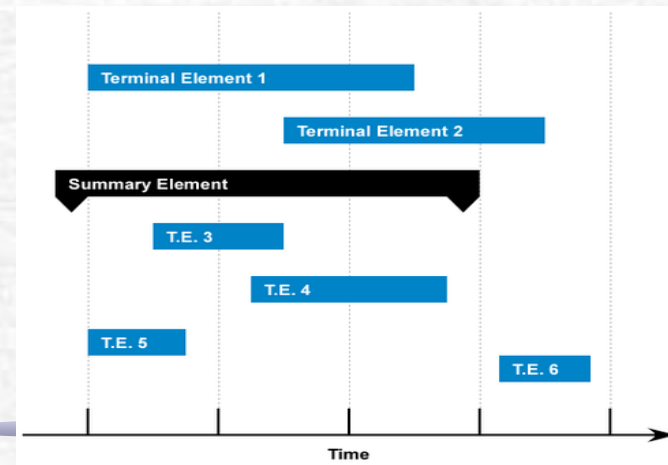 Terminal Element 1
Terminal Element 2
Summary Element
T.E. 3
T.E. 4
T.E. 5
T.E. 6
Time